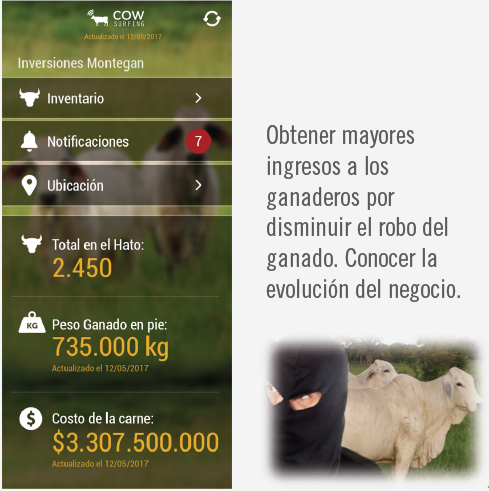 COW
SURFING
Actualizado el 12/05/2017
Inversiones Montegan
Inventario
Notificaciones 7
Ubicación
Total en el Hato:
2.450
KG
Peso Ganado en pie:
735.000 kg
Actualizado el 12/05/2017
$
Costo de la carne:
$3.307.500.000
Actualizado el 12/05/2017
Obtener mayores
ingresos a los
ganaderos por
disminuir el robo del
ganado. Conocer la
evolución del negocio.